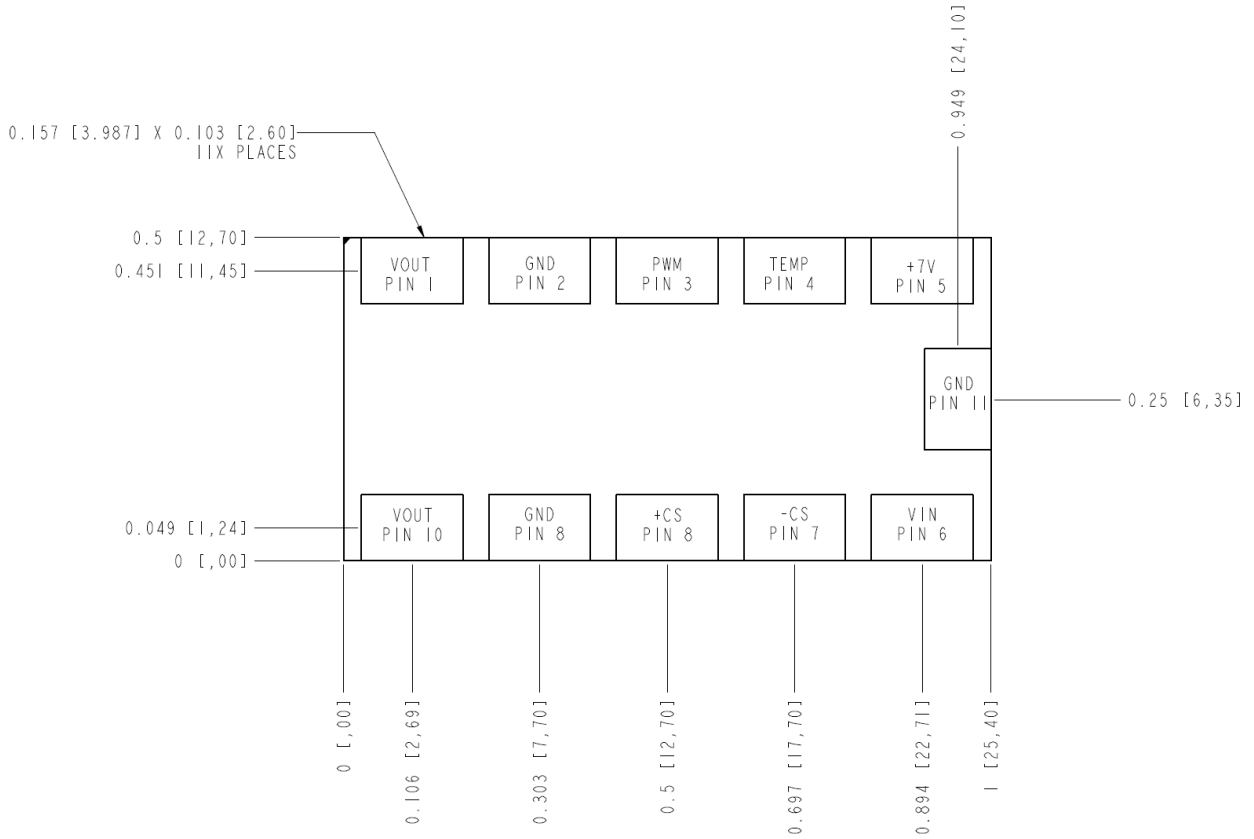 0.949 [24,10]
0.157 [3.987] X 0.103 [2.60]
11X PLACES
0.5 [12,70]
0.451 [11,45]
VOUT
PIN 1
GND
PIN 2
PWM
PIN 3
TEMP
PIN 4
+7V
PIN 5
GND
PIN 11
0.25 [6,35]
VOUT
PIN 10
GND
PIN 8
+CS
PIN 8
-CS
PIN 7
VIN
PIN 6
0.049 [1,24]
0 [,00]
0 [,00]
0.106 [2,69]
0.303 [7,70]
0.5 [12,70]
0.697 [17,70]
0.894 [22,71]
1 [25,40]